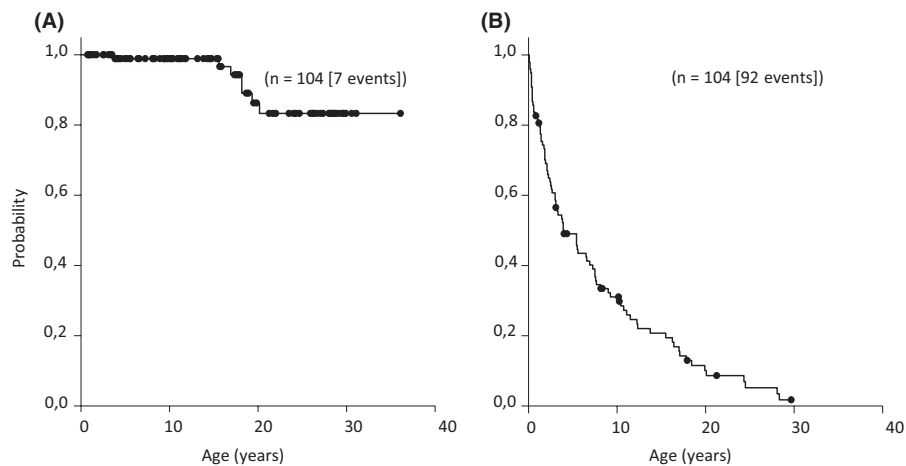 (A)
1,0
0,8
0,6
0,4
0,2
0,0
Probability
(n = 104 [7 events])
0 10 20 30 40
Age (years)
(B)
1,0
0,8
0,6
0,4
0,2
0,0
(n = 104 [92 events])
0 10 20 30 40
Age (years)